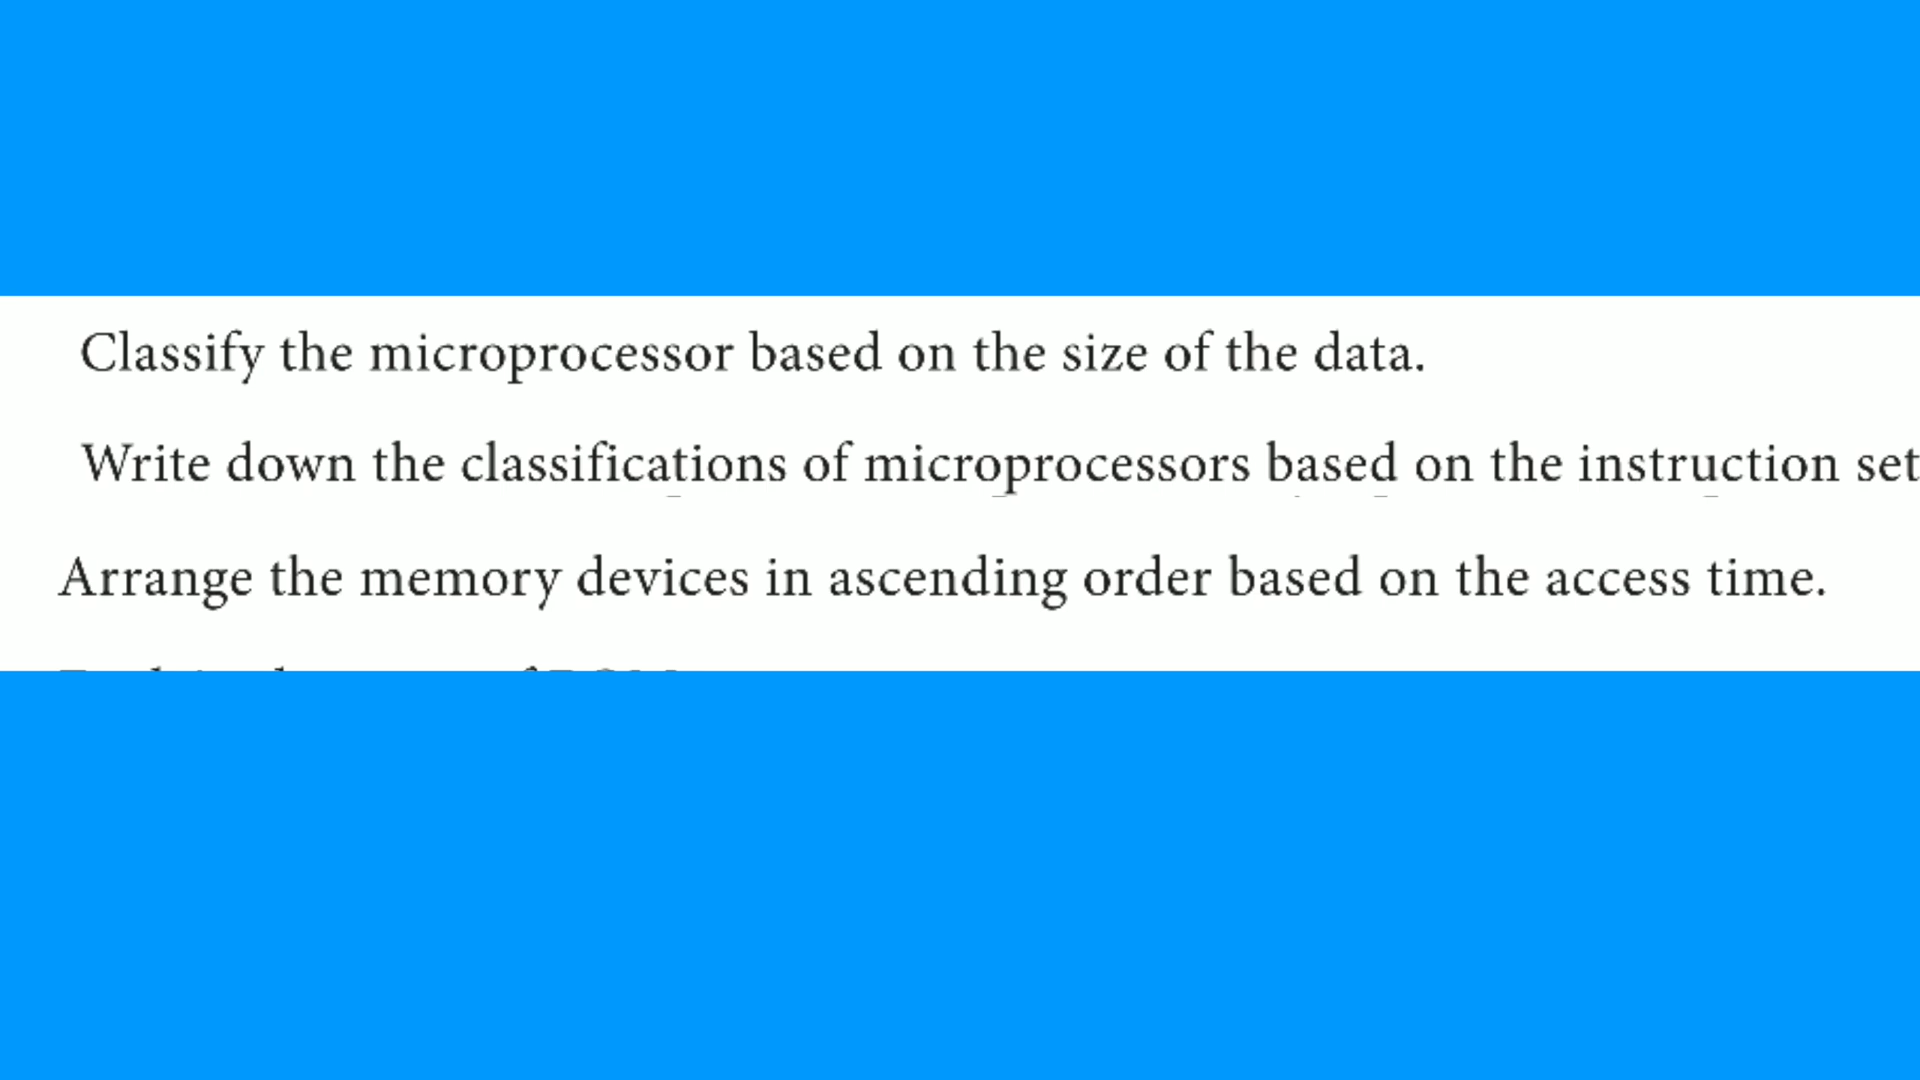 Classify the microprocessor based on the size of the data.
Write down the classifications of microprocessors based on the instruction set
Arrange the memory devices in ascending order based on the access time.